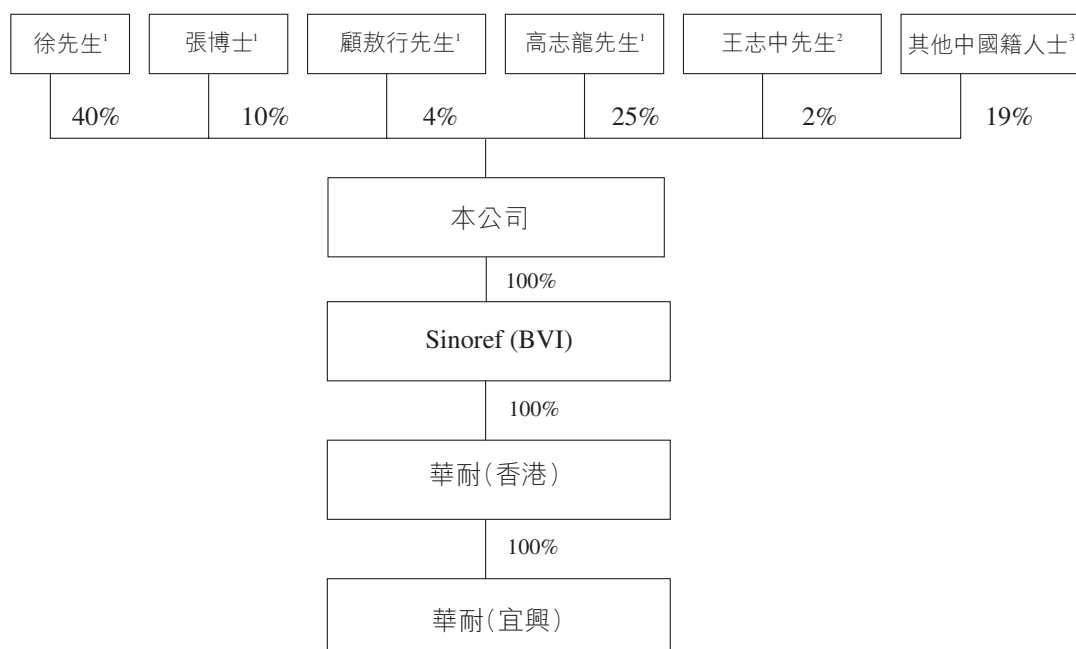 徐先生¹ 張博士¹ 顧敖行先生¹ 高志龍先生¹ 王志中先生² 其他中國籍人士³
40% 10% 4% 25% 2% 19%
本公司
100%
Sinoref (BVI)
100%
華耐(香港)
100%
華耐(宜興)